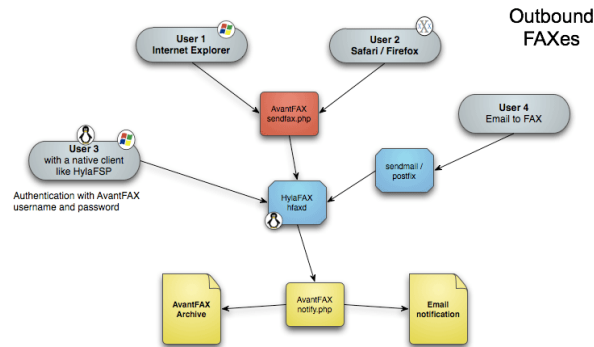 Outbound
FAXes
User 1
Internet Explorer
User 2
Safari / Firefox
AvantFAX
sendfax.php
User 4
Email to FAX
User 3
with a native client
like HylaFSP
Authentication with AvantFAX
username and password
sendmail /
postfix
HylaFAX
hfaxd
AvantFAX
Archive
AvantFAX
notify.php
Email
notification